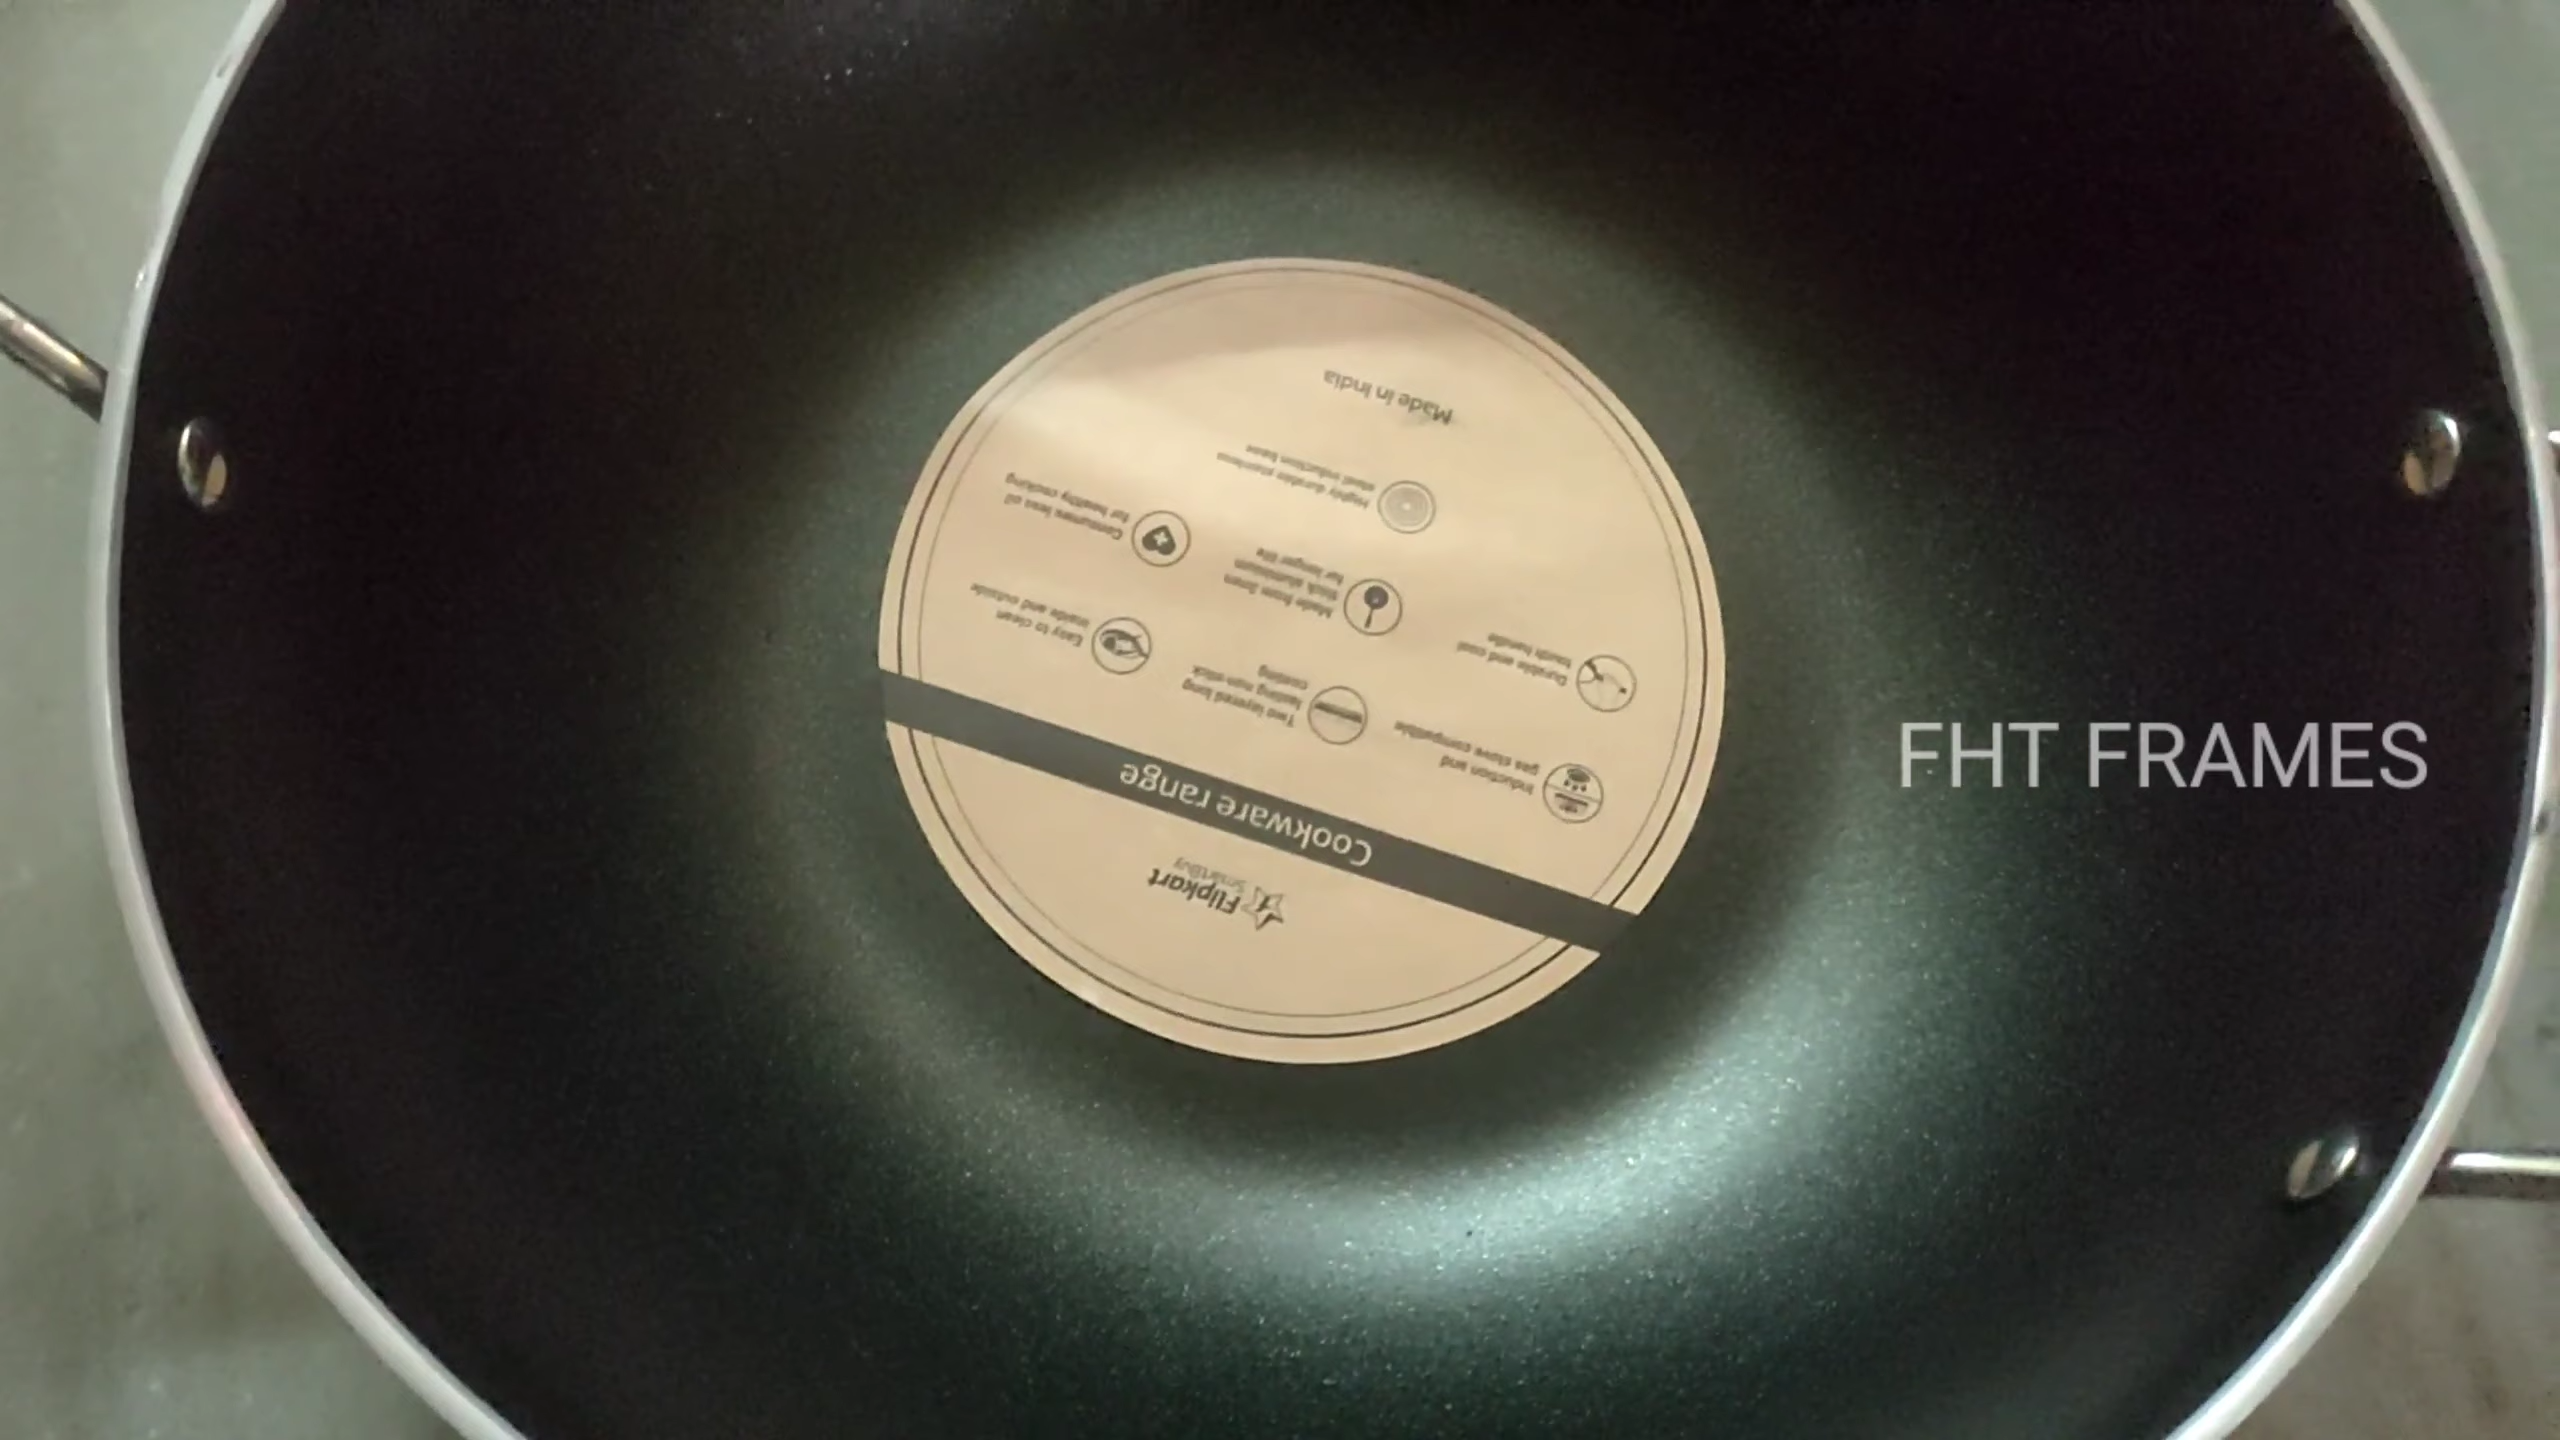 Flipkart
SmartBuy
Cookware range
Induction and
gas stove compatible
Durable and cool
touch handle
Two layered long
lasting non-stick
coating
Made from 3mm
thick aluminium
for longer life
Highly durable stainless
steel induction base
Easy to clean
inside and outside
Consumes less oil
for healthy cooking
Made in India
FHT FRAMES